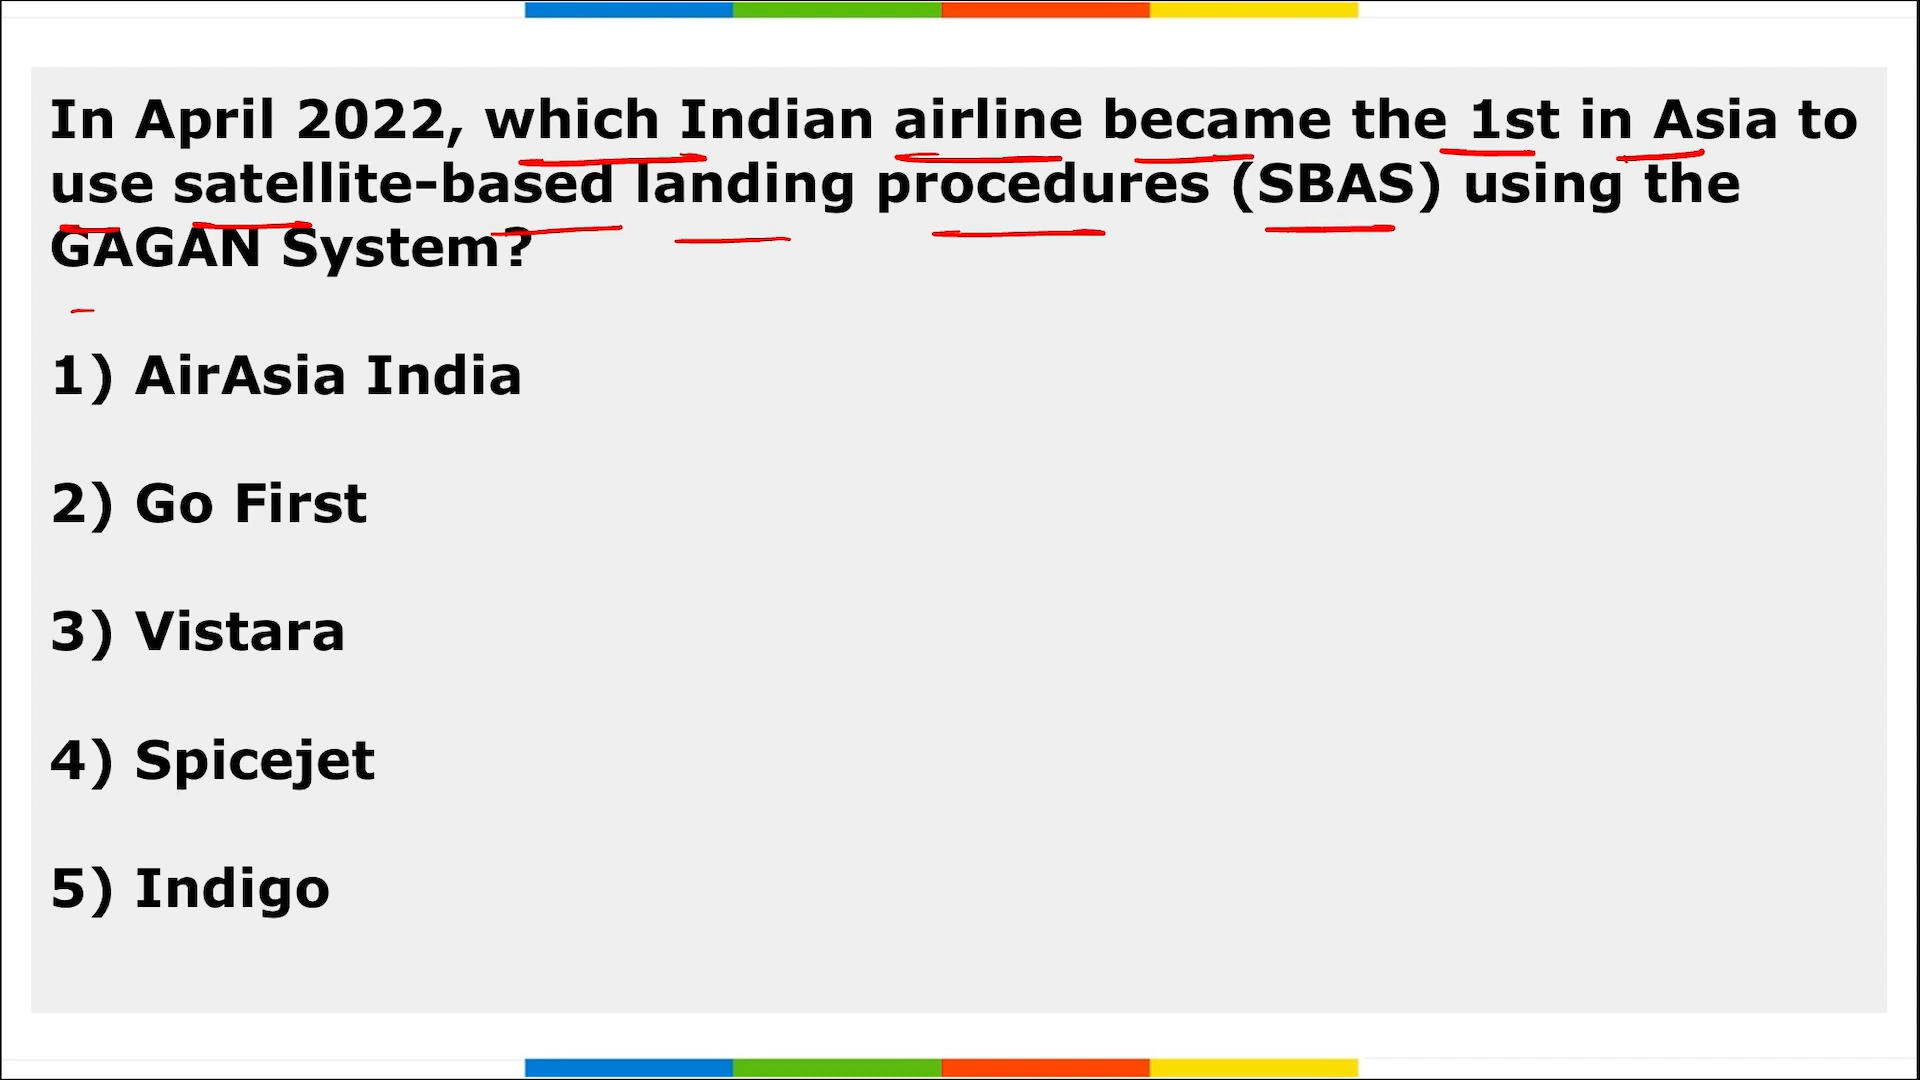 In April 2022, which Indian airline became the 1st in Asia to
use satellite-based landing procedures (SBAS) using the
GAGAN System?
1) AirAsia India
2) Go First
3) Vistara
4) Spicejet
5) Indigo